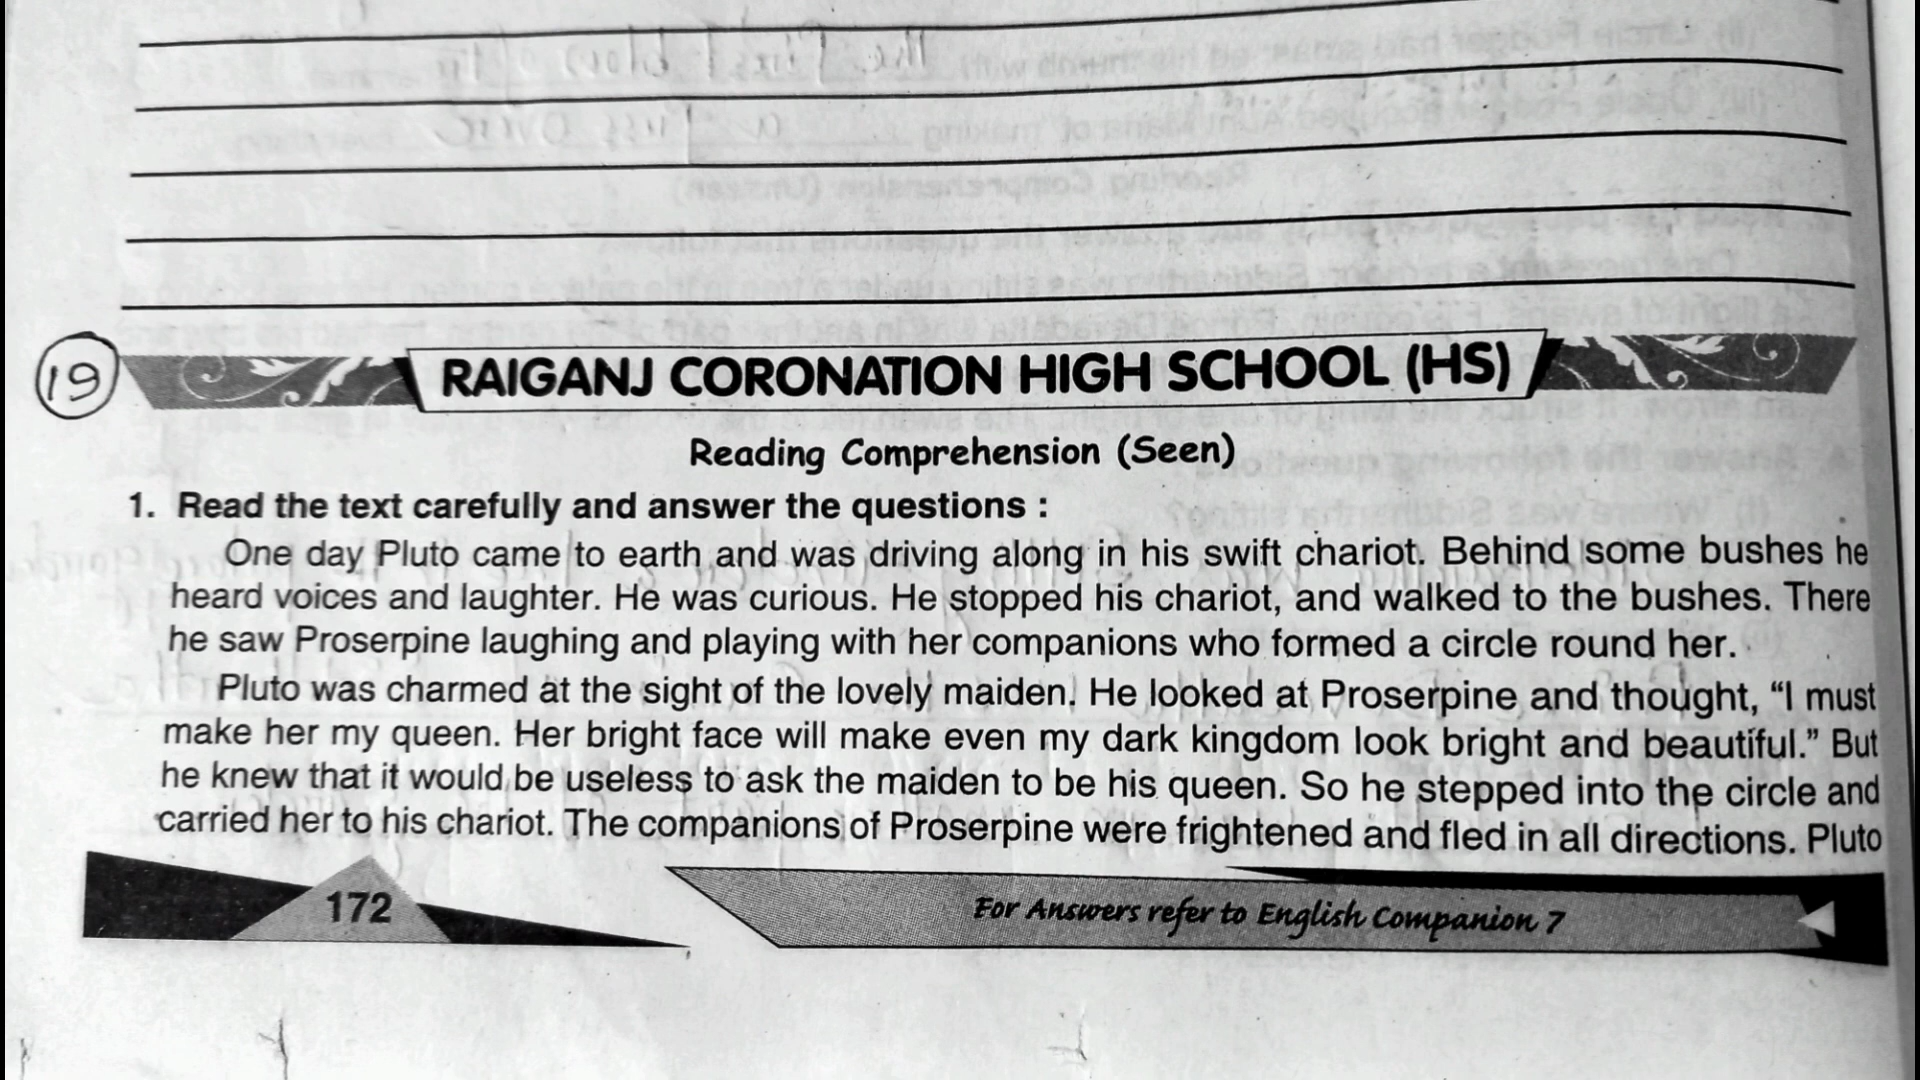 19
RAIGANJ CORONATION HIGH SCHOOL (HS)
Reading Comprehension (Seen)
1. Read the text carefully and answer the questions :
One day Pluto came to earth and was driving along in his swift chariot. Behind some bushes he
heard voices and laughter. He was curious. He stopped his chariot, and walked to the bushes. There
he saw Proserpine laughing and playing with her companions who formed a circle round her.
Pluto was charmed at the sight of the lovely maiden. He looked at Proserpine and thought, “I must
make her my queen. Her bright face will make even my dark kingdom look bright and beautiful.” But
he knew that it would be useless to ask the maiden to be his queen. So he stepped into the circle and
carried her to his chariot. The companions of Proserpine were frightened and fled in all directions. Pluto
172
For Answers refer to English Companion 7